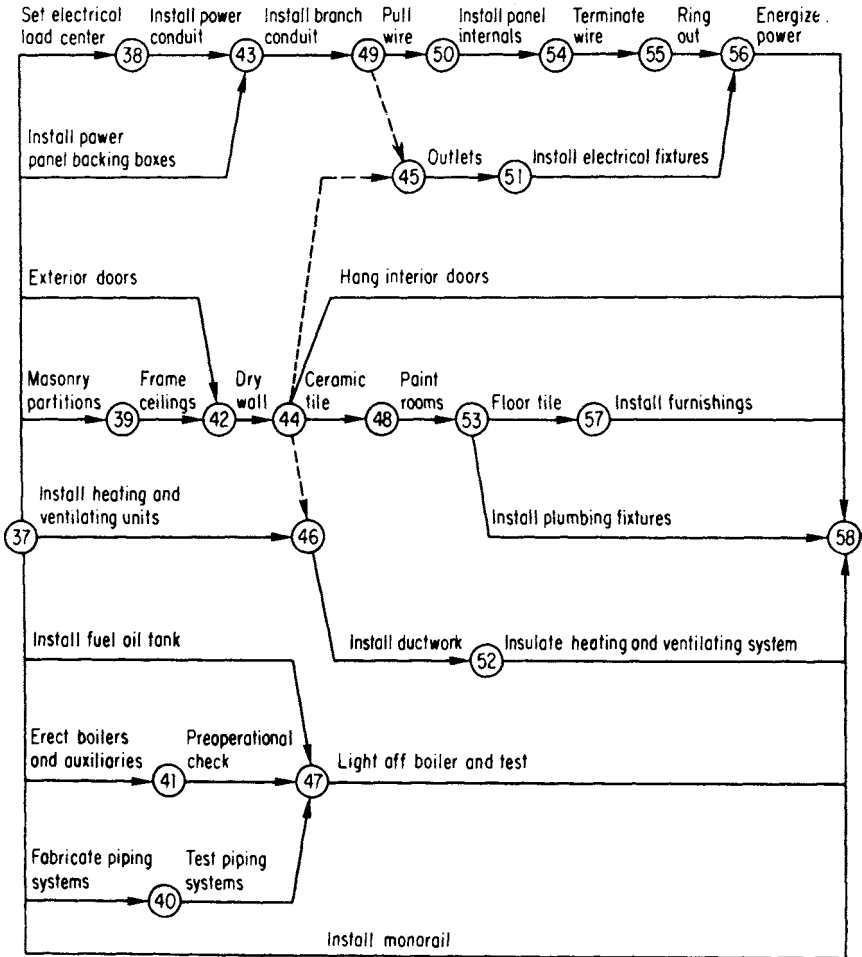 Set electrical
load center
Install power
conduit
Install branch
conduit
Pull
wire
Install panel
internals
Terminate
wire
Ring
out
Energize
power
38
43
49
50
54
55
56
Install power
panel backing boxes
45
Outlets
51
Install electrical fixtures
Exterior doors
Hang interior doors
Masonry
partitions
Frame
ceilings
Dry
wall
Ceramic
tile
Paint
rooms
Floor tile
Install furnishings
39
42
44
48
53
57
Install heating and
ventilating units
Install plumbing fixtures
37
46
58
Install fuel oil tank
Install ductwork
52
Insulate heating and ventilating system
Erect boilers
and auxiliaries
Preoperational
check
Light off boiler and test
41
47
Fabricate piping
systems
Test piping
systems
40
Install monorail